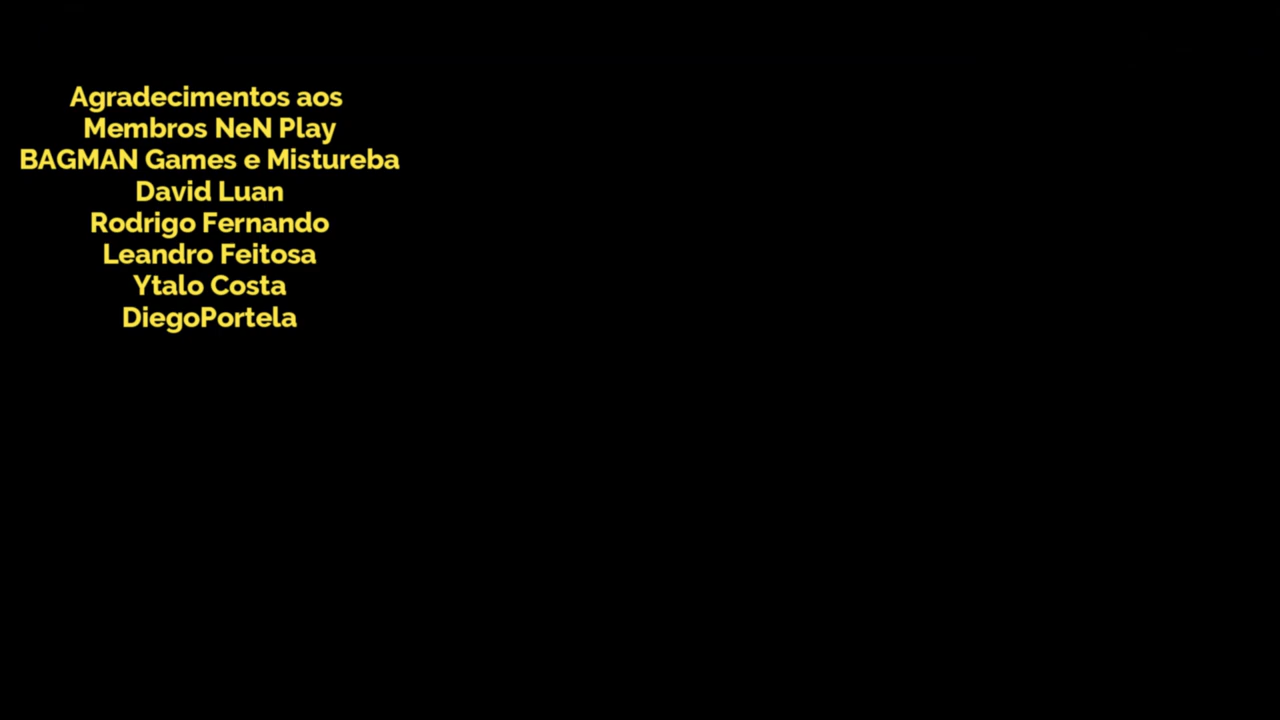 Agradecimentos aos
Membros NeN Play
BAGMAN Games e Mistureba
David Luan
Rodrigo Fernando
Leandro Feitosa
Ytalo Costa
DiegoPortela